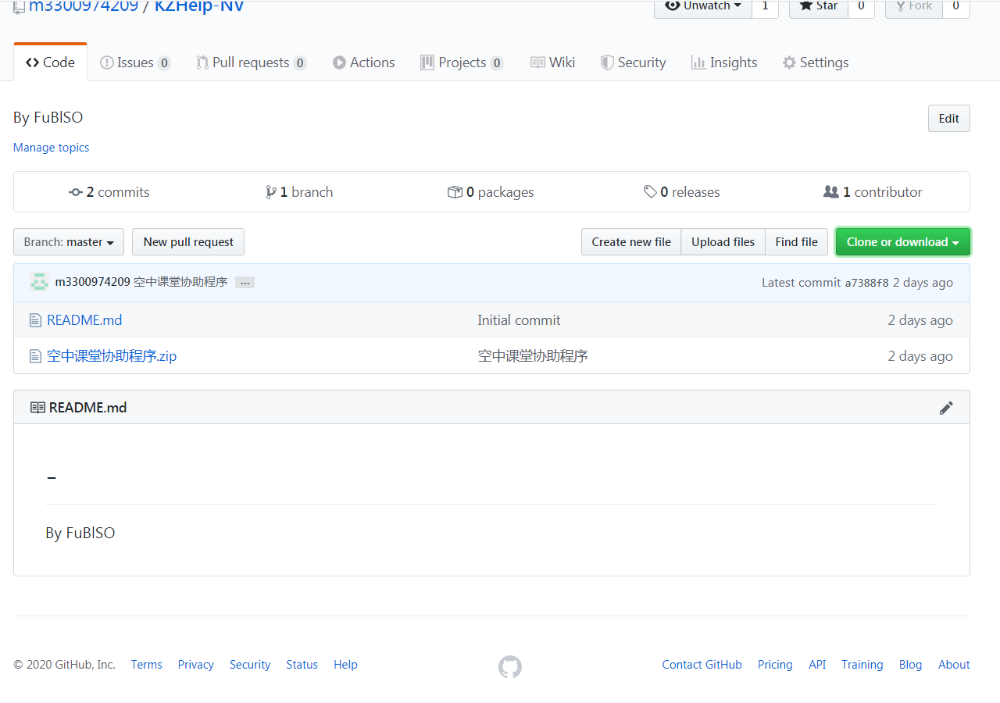 m3300974209 / KZHelp-NV
Unwatch 1 Star 0 Fork 0
Code Issues 0 Pull requests 0 Actions Projects 0 Wiki Security Insights Settings
By FuBlSO
Edit
Manage topics
2 commits 1 branch 0 packages 0 releases 1 contributor
Branch: master New pull request Create new file Upload files Find file Clone or download
m3300974209 空中课堂协助程序 ... Latest commit a7388f8 2 days ago
README.md Initial commit 2 days ago
空中课堂协助程序.zip 空中课堂协助程序 2 days ago
README.md
-
By FuBlSO
© 2020 GitHub, Inc. Terms Privacy Security Status Help Contact GitHub Pricing API Training Blog About